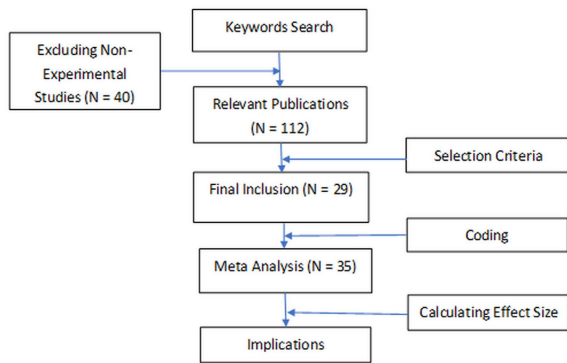 Keywords Search
Excluding Non-
Experimental
Studies (N = 40)
Relevant Publications
(N = 112)
Selection Criteria
Final Inclusion (N = 29)
Coding
Meta Analysis (N = 35)
Calculating Effect Size
Implications